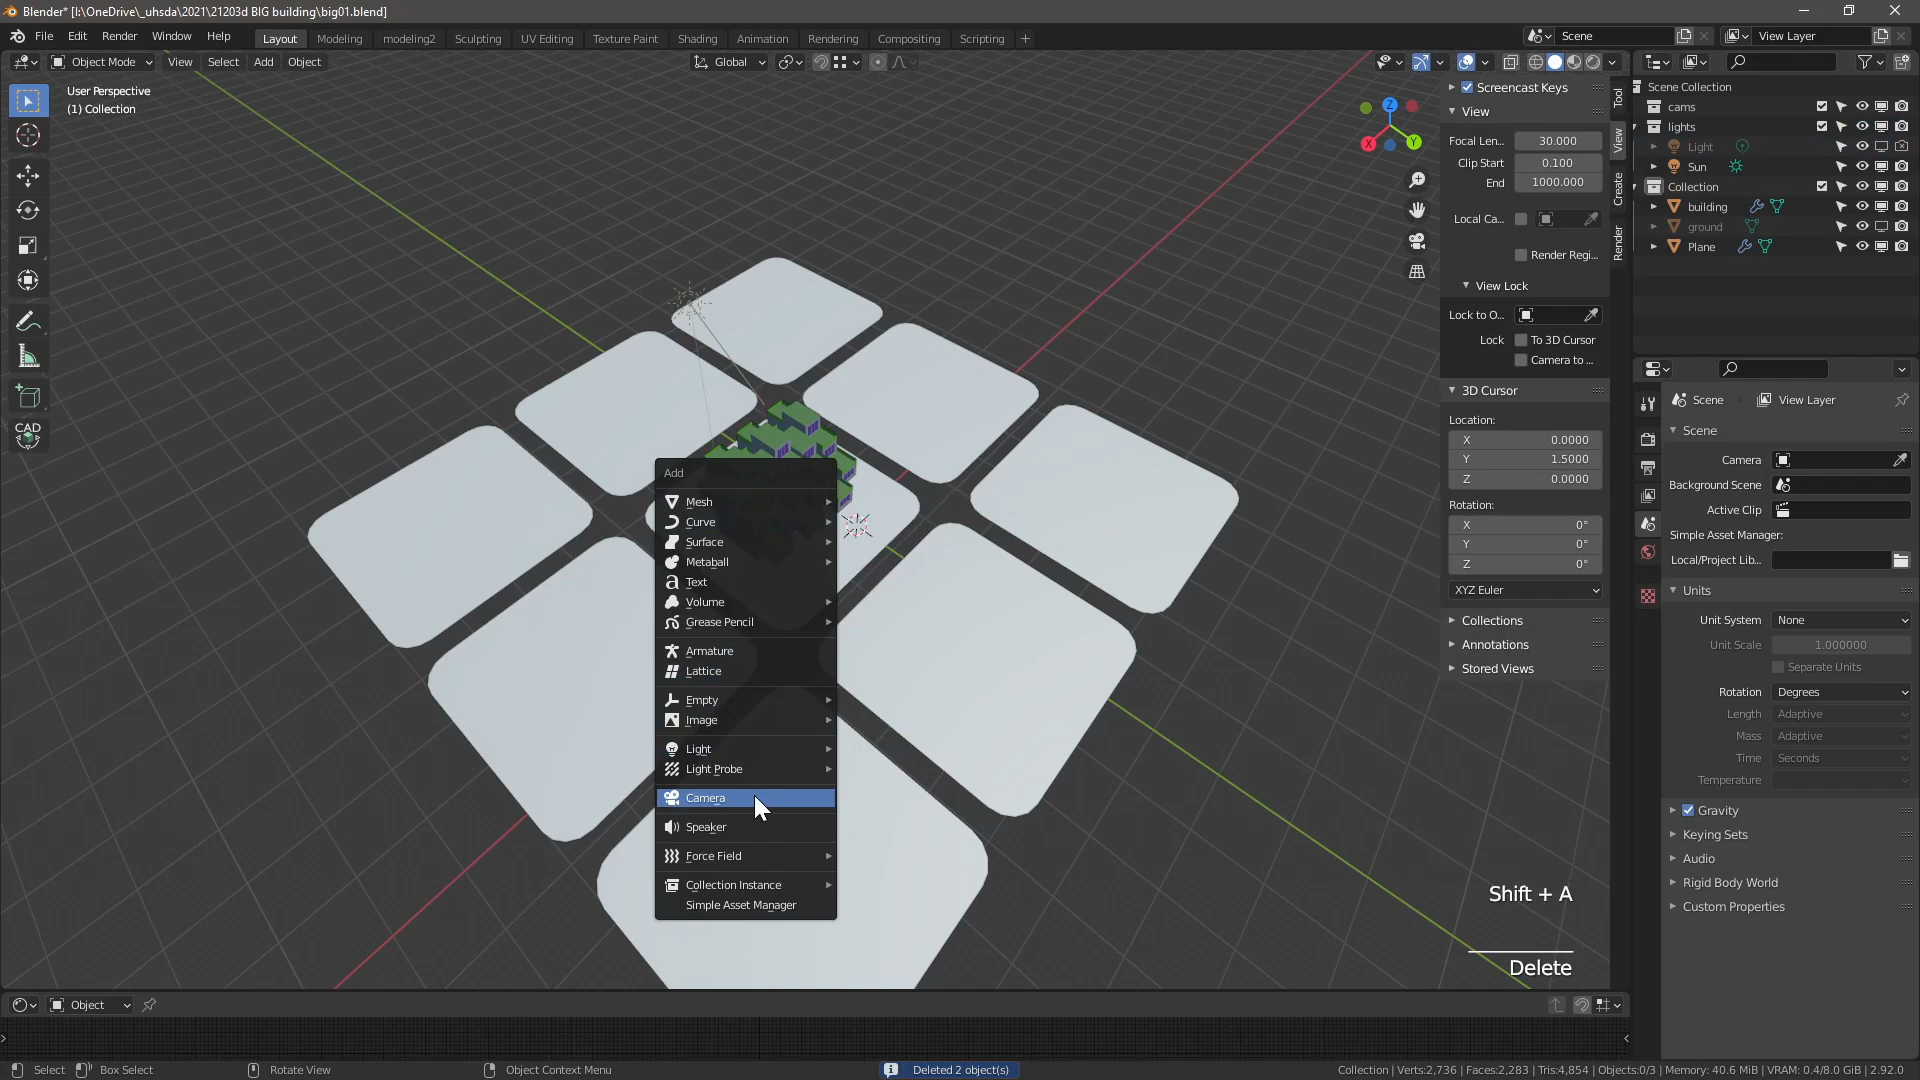 Blender* [I:\OneDrive\_uhsda\2021\21203d BIG building\big01.blend]
File Edit Render Window Help
Layout Modeling modeling2 Sculpting UV Editing Texture Paint Shading Animation Rendering Compositing Scripting +
Scene
View Layer
Object Mode View Select Add Object
Global
User Perspective
(1) Collection
CAD
Z
X
Y
Screencast Keys
View
Focal Len... 30.000
Clip Start 0.100
End 1000.000
Local Ca...
Render Regi...
View Lock
Lock to O...
Lock To 3D Cursor
Camera to ...
3D Cursor
Location:
X 0.0000
Y 1.5000
Z 0.0000
Rotation:
X 0°
Y 0°
Z 0°
XYZ Euler
Collections
Annotations
Stored Views
Tool
View
Create
Render
Scene Collection
cams
lights
Light
Sun
Collection
building
ground
Plane
Scene View Layer
Scene
Camera
Background Scene
Active Clip
Simple Asset Manager:
Local/Project Lib...
Units
Unit System None
Unit Scale 1.000000
Separate Units
Rotation Degrees
Length Adaptive
Mass Adaptive
Time Seconds
Temperature
Gravity
Keying Sets
Audio
Rigid Body World
Custom Properties
Add
Mesh
Curve
Surface
Metaball
Text
Volume
Grease Pencil
Armature
Lattice
Empty
Image
Light
Light Probe
Camera
Speaker
Force Field
Collection Instance
Simple Asset Manager
Shift + A
Delete
Object
Select Box Select Rotate View Object Context Menu
Deleted 2 object(s)
Collection | Verts:2,736 | Faces:2,283 | Tris:4,854 | Objects:0/3 | Memory: 40.6 MiB | VRAM: 0.4/8.0 GiB | 2.92.0